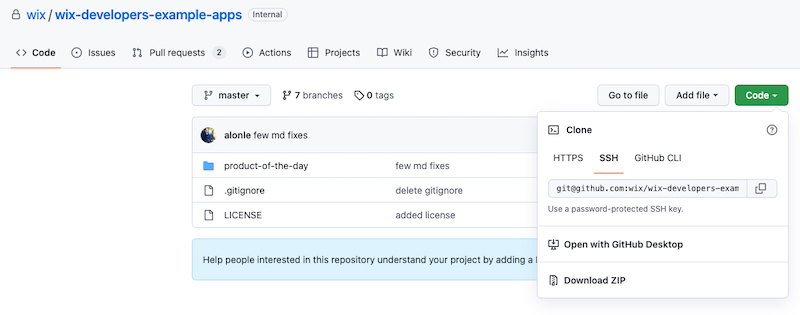 wix / wix-developers-example-apps Internal
Code Issues Pull requests 2 Actions Projects Wiki Security Insights
master 7 branches 0 tags Go to file Add file Code
alonle few md fixes
product-of-the-day few md fixes
.gitignore delete gitignore
LICENSE added license
Help people interested in this repository understand your project by adding a
Clone
HTTPS SSH GitHub CLI
git@github.com:wix/wix-developers-exam
Use a password-protected SSH key.
Open with GitHub Desktop
Download ZIP